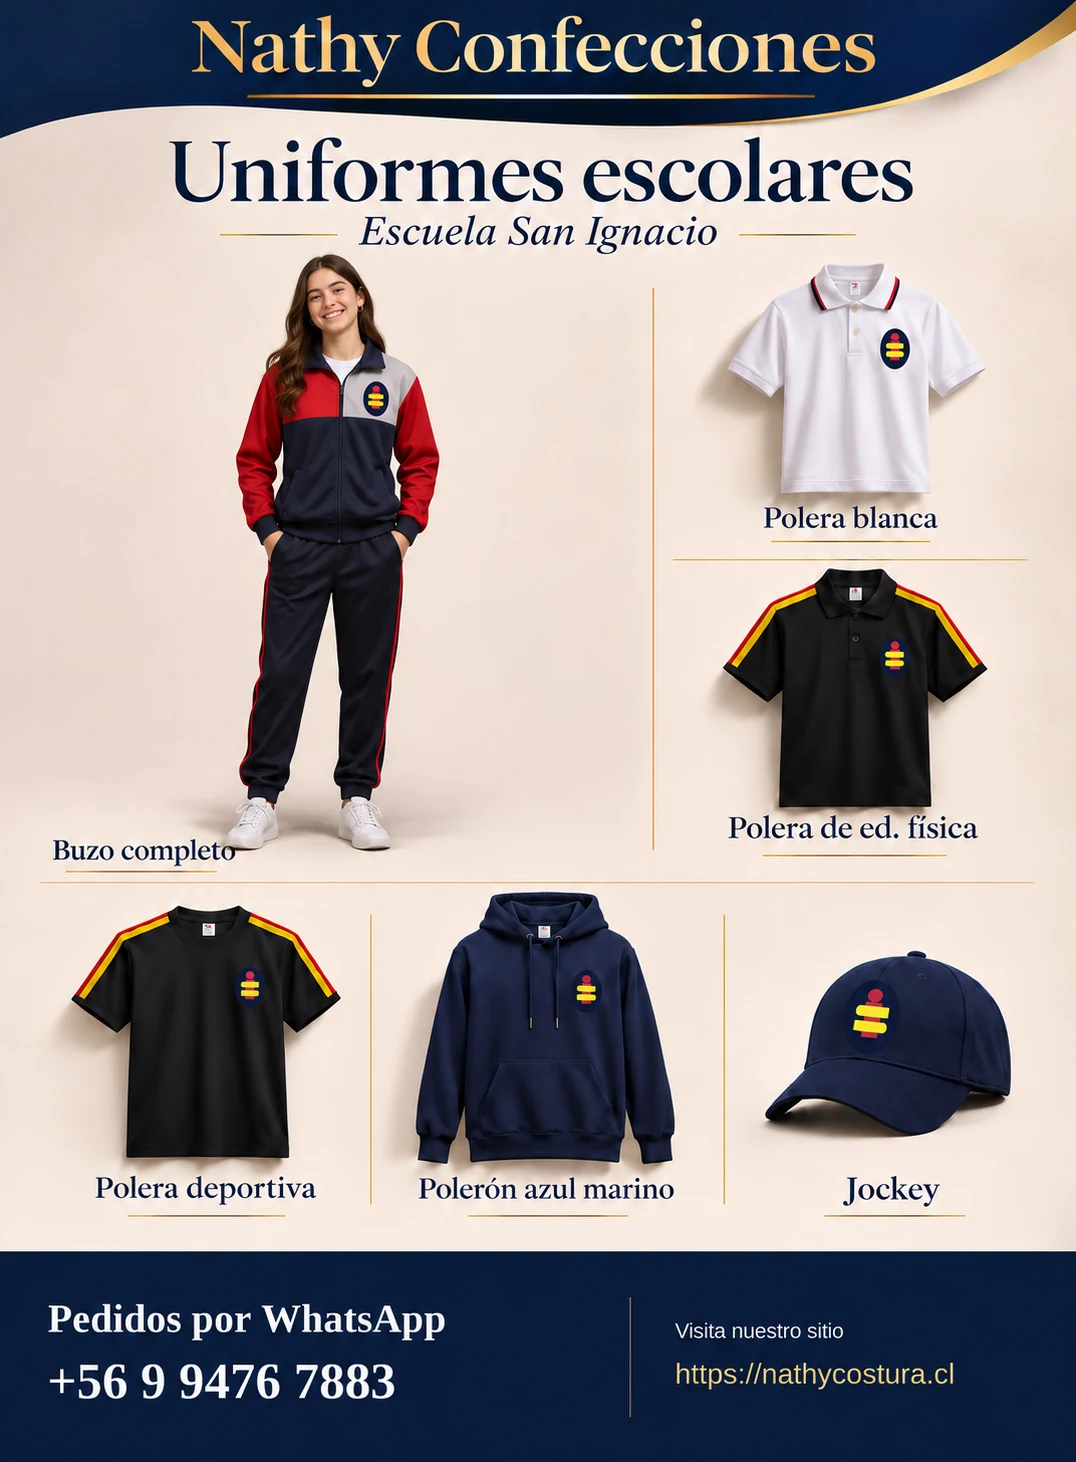 Nathy Confecciones
Uniformes escolares
Escuela San Ignacio
Polera blanca
Polera de ed. física
Buzo completo
Polera deportiva
Polerón azul marino
Jockey
Pedidos por WhatsApp
+56 9 9476 7883
Visita nuestro sitio
https://nathycostura.cl